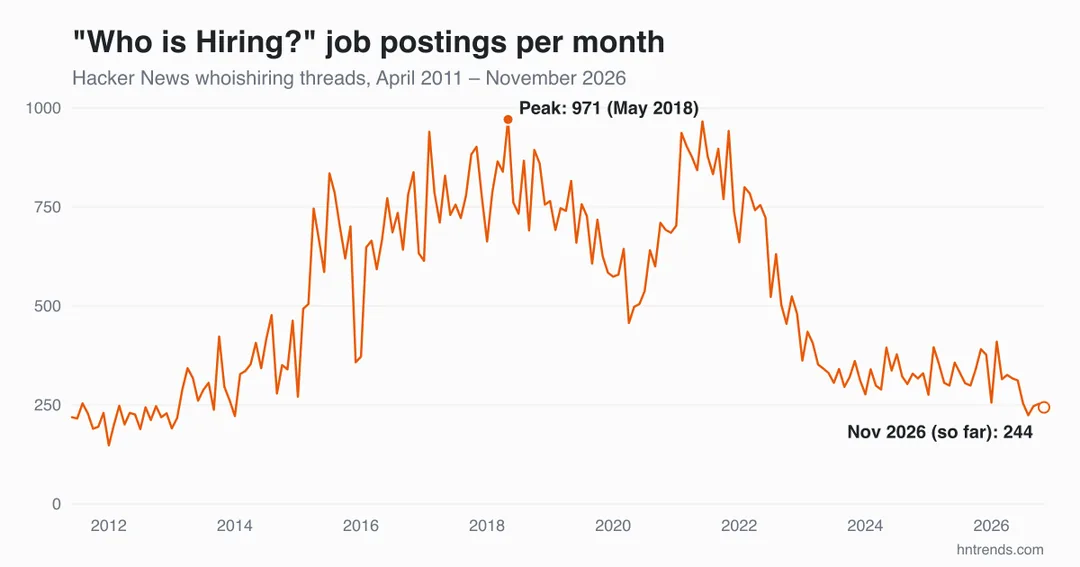 "Who is Hiring?" job postings per month
Hacker News whoishiring threads, April 2011 – November 2026
1000
Peak: 971 (May 2018)
750
500
250
Nov 2026 (so far): 244
0
2012 2014 2016 2018 2020 2022 2024 2026
hntrends.com